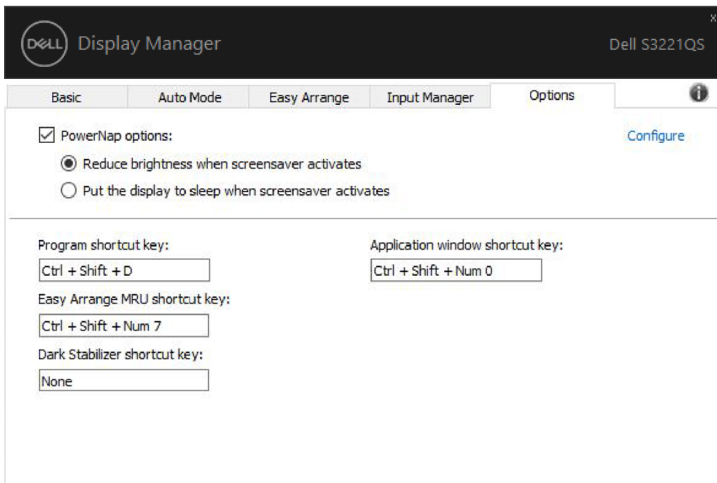 x
DELL Display Manager
Dell S3221QS
Basic Auto Mode Easy Arrange Input Manager Options
PowerNap options:
Configure
Reduce brightness when screensaver activates
Put the display to sleep when screensaver activates
Program shortcut key:
Application window shortcut key:
Ctrl + Shift + D
Ctrl + Shift + Num 0
Easy Arrange MRU shortcut key:
Ctrl + Shift + Num 7
Dark Stabilizer shortcut key:
None